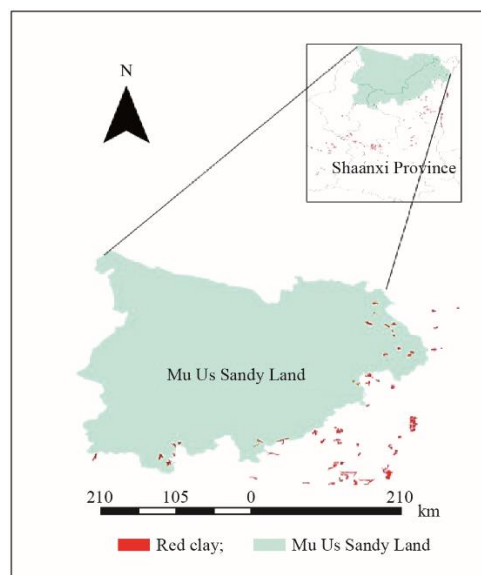 N
Shaanxi Province
Mu Us Sandy Land
210 105 0 210
km
Red clay; Mu Us Sandy Land